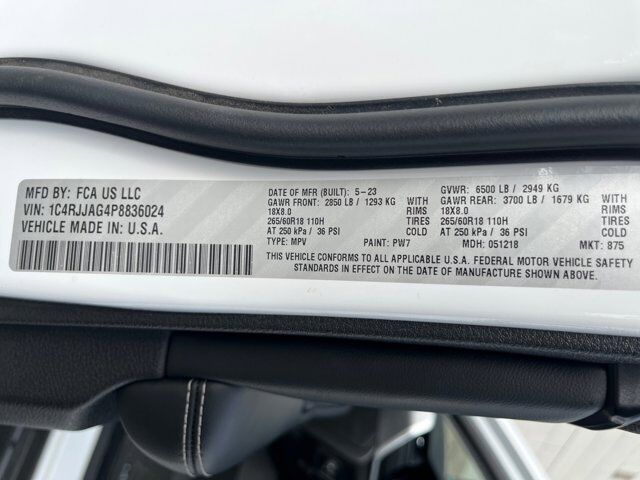 MFD BY: FCA US LLC
VIN: 1C4RJJAG4P8836024
VEHICLE MADE IN: U.S.A.
DATE OF MFR (BUILT): 5-23 GVWR: 6500 LB / 2949 KG
GAWR FRONT: 2850 LB / 1293 KG WITH GAWR REAR: 3700 LB / 1679 KG WITH
18X8.0 RIMS 18X8.0 RIMS
265/60R18 110H TIRES 265/60R18 110H TIRES
AT 250 kPa / 36 PSI COLD AT 250 kPa / 36 PSI COLD
TYPE: MPV PAINT: PW7 MDH: 051218 MKT: 875
THIS VEHICLE CONFORMS TO ALL APPLICABLE U.S.A. FEDERAL MOTOR VEHICLE SAFETY
STANDARDS IN EFFECT ON THE DATE OF MANUFACTURE SHOWN ABOVE.